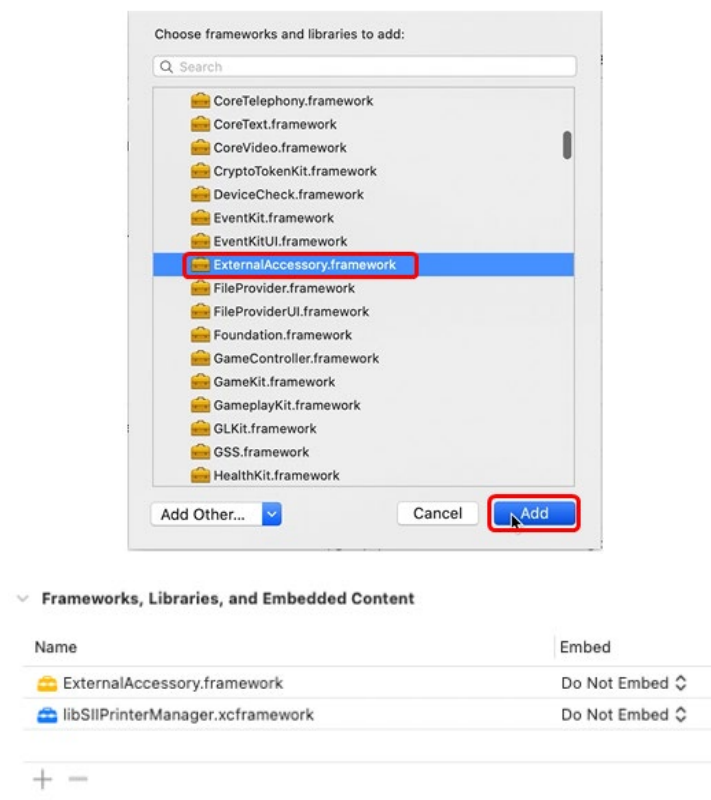 Choose frameworks and libraries to add:
Search
CoreTelephony.framework
CoreText.framework
CoreVideo.framework
CryptoTokenKit.framework
DeviceCheck.framework
EventKit.framework
EventKitUI.framework
ExternalAccessory.framework
FileProvider.framework
FileProviderUI.framework
Foundation.framework
GameController.framework
GameKit.framework
GameplayKit.framework
GLKit.framework
GSS.framework
HealthKit.framework
Add Other... Cancel Add
Frameworks, Libraries, and Embedded Content
Name Embed
ExternalAccessory.framework Do Not Embed
libSIIPrinterManager.xcframework Do Not Embed